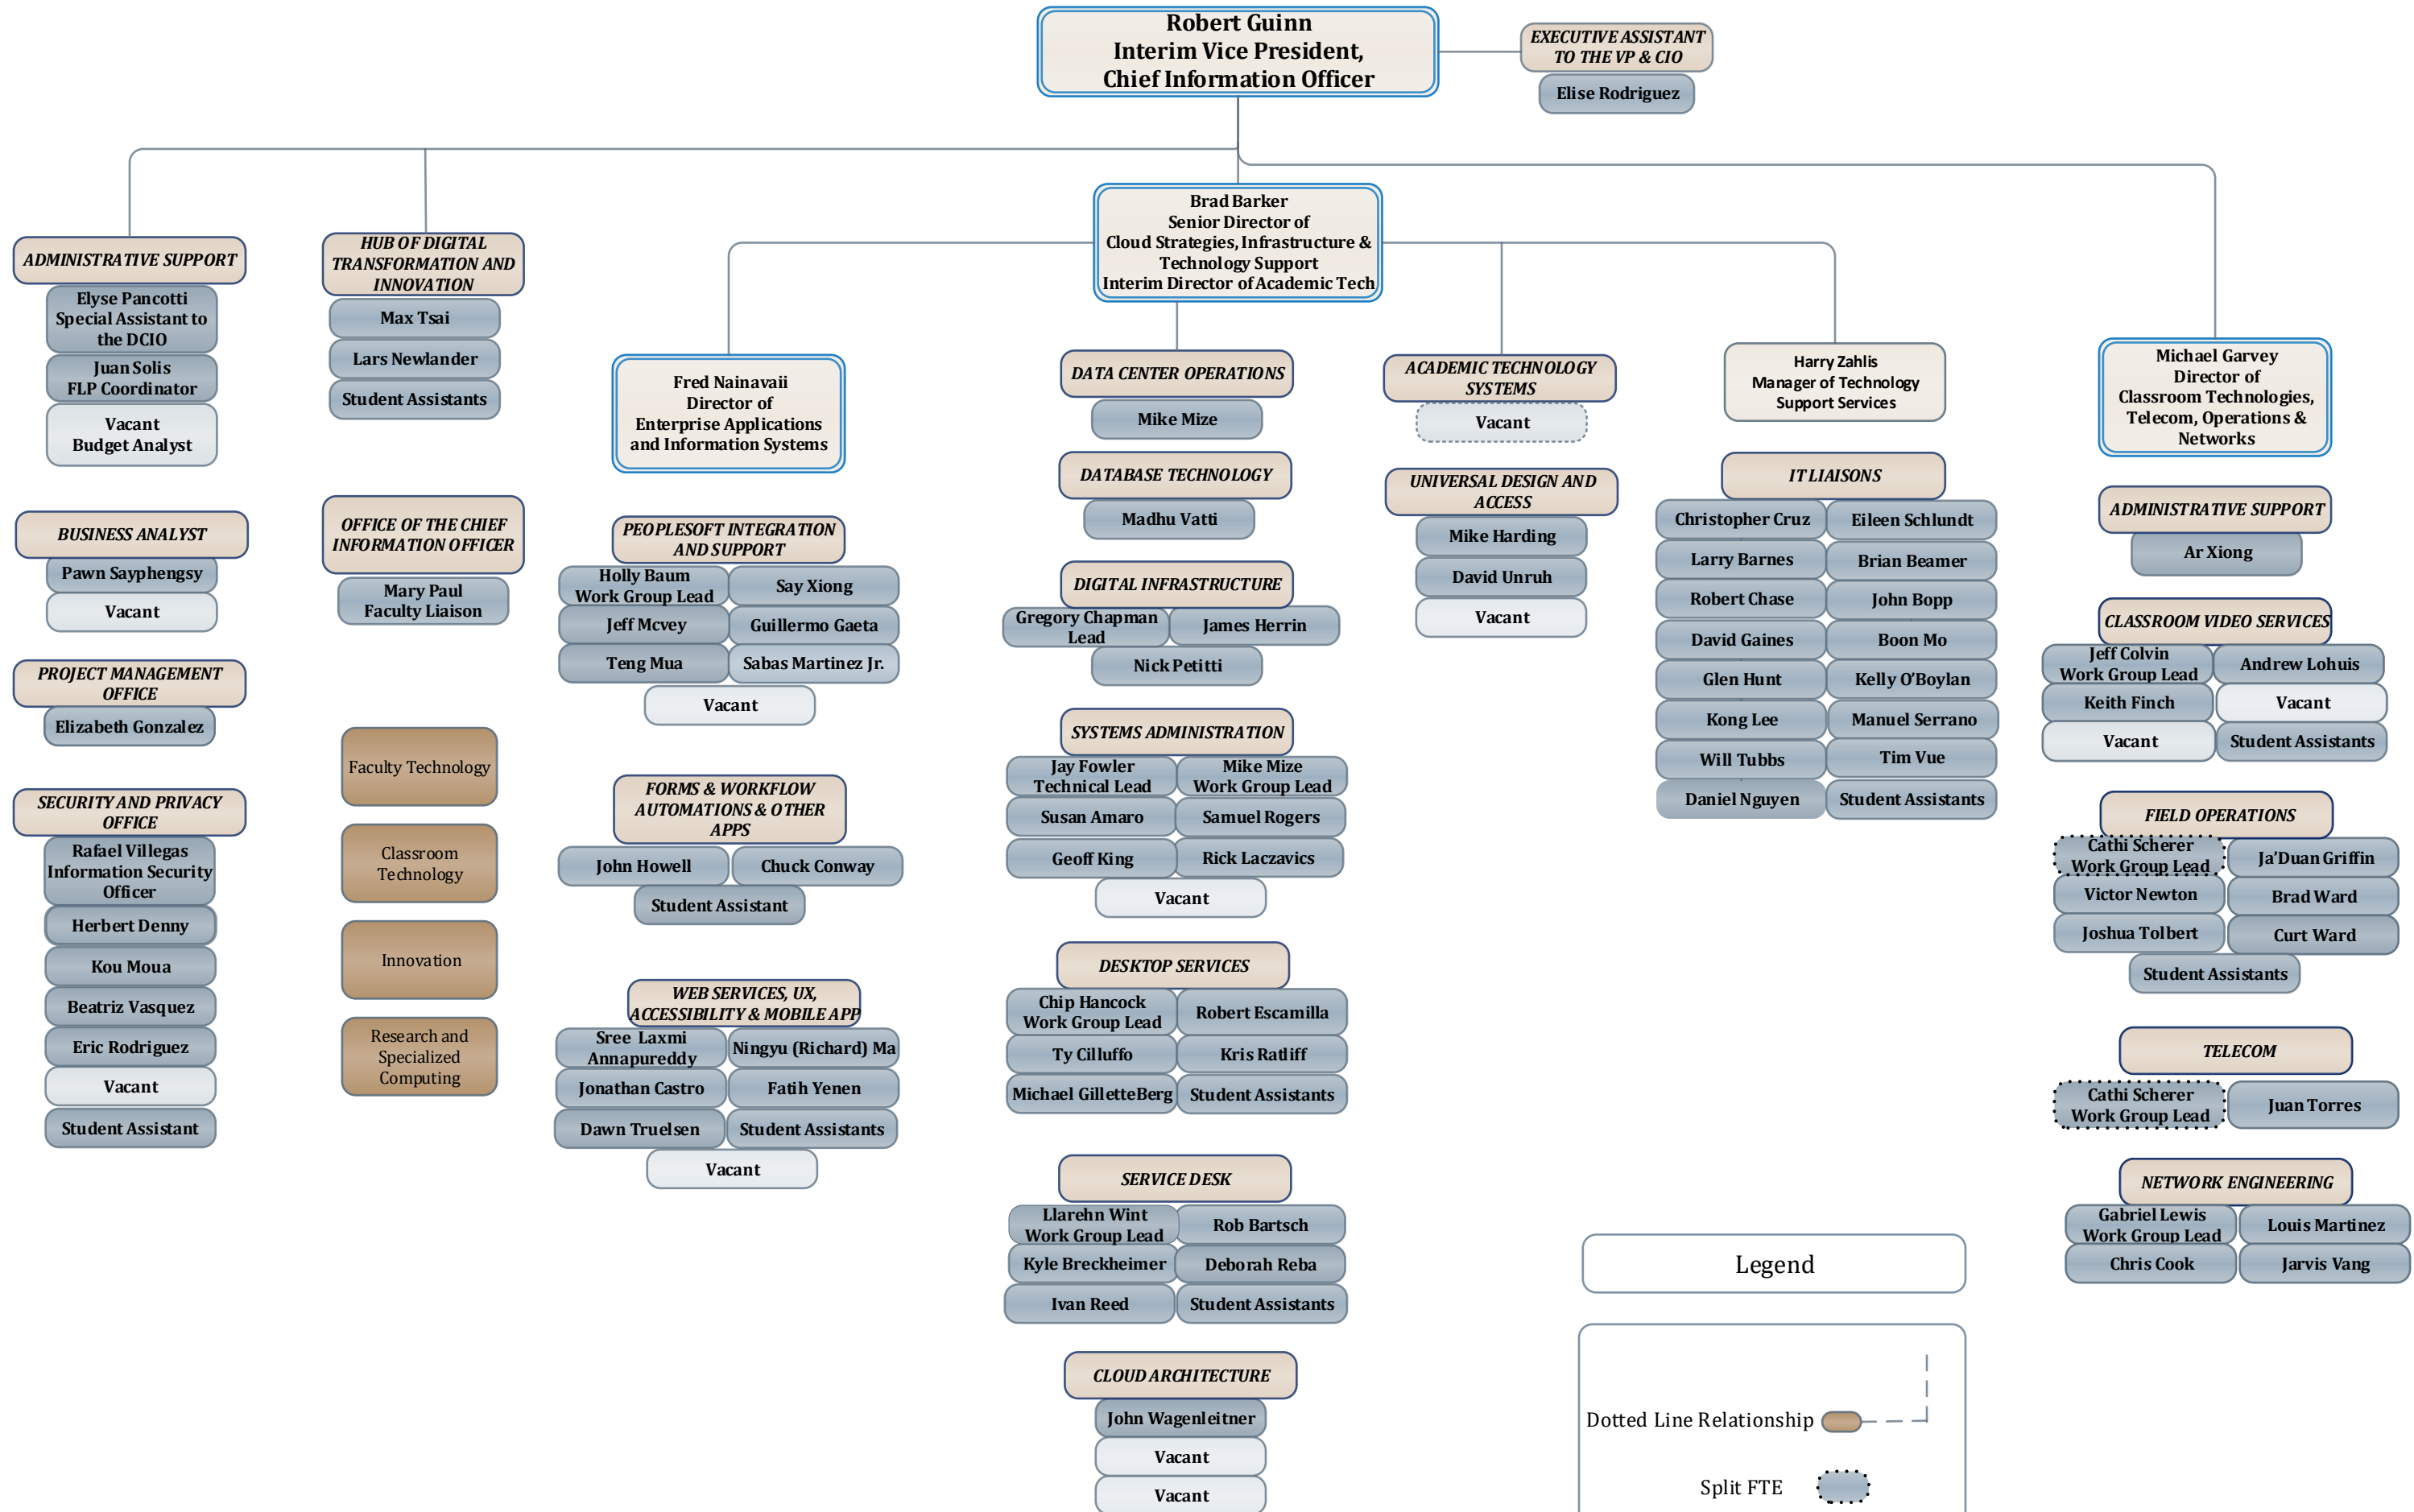 Robert Guinn
Interim Vice President,
Chief Information Officer
EXECUTIVE ASSISTANT
TO THE VP & CIO
Elise Rodriguez
ADMINISTRATIVE SUPPORT
Elyse Pancotti
Special Assistant to
the DCIO
Juan Solis
FLP Coordinator
Vacant
Budget Analyst
BUSINESS ANALYST
Pawn Sayphengsy
Vacant
PROJECT MANAGEMENT
OFFICE
Elizabeth Gonzalez
SECURITY AND PRIVACY
OFFICE
Rafael Villegas
Information Security
Officer
Herbert Denny
Kou Moua
Beatriz Vasquez
Eric Rodriguez
Vacant
Student Assistant
HUB OF DIGITAL
TRANSFORMATION AND
INNOVATION
Max Tsai
Lars Newlander
Student Assistants
OFFICE OF THE CHIEF
INFORMATION OFFICER
Mary Paul
Faculty Liaison
Faculty Technology
Classroom
Technology
Innovation
Research and
Specialized
Computing
Brad Barker
Senior Director of
Cloud Strategies, Infrastructure &
Technology Support
Interim Director of Academic Tech
Fred Nainavaii
Director of
Enterprise Applications
and Information Systems
PEOPLESOFT INTEGRATION
AND SUPPORT
Holly Baum
Work Group Lead
Say Xiong
Jeff Mcvey
Guillermo Gaeta
Teng Mua
Sabas Martinez Jr.
Vacant
FORMS & WORKFLOW
AUTOMATIONS & OTHER
APPS
John Howell
Chuck Conway
Student Assistant
WEB SERVICES, UX,
ACCESSIBILITY & MOBILE APP
Sree Laxmi
Annapureddy
Ningyu (Richard) Ma
Jonathan Castro
Fatih Yenen
Dawn Truelsen
Student Assistants
Vacant
DATA CENTER OPERATIONS
Mike Mize
DATABASE TECHNOLOGY
Madhu Vatti
DIGITAL INFRASTRUCTURE
Gregory Chapman
Lead
James Herrin
Nick Petitti
SYSTEMS ADMINISTRATION
Jay Fowler
Technical Lead
Mike Mize
Work Group Lead
Susan Amaro
Samuel Rogers
Geoff King
Rick Laczavics
Vacant
DESKTOP SERVICES
Chip Hancock
Work Group Lead
Robert Escamilla
Ty Cilluffo
Kris Ratliff
Michael GilletteBerg
Student Assistants
SERVICE DESK
Llarehn Wint
Work Group Lead
Rob Bartsch
Kyle Breckheimer
Deborah Reba
Ivan Reed
Student Assistants
CLOUD ARCHITECTURE
John Wagenleitner
Vacant
Vacant
ACADEMIC TECHNOLOGY
SYSTEMS
Vacant
UNIVERSAL DESIGN AND
ACCESS
Mike Harding
David Unruh
Vacant
Harry Zahlis
Manager of Technology
Support Services
IT LIAISONS
Christopher Cruz
Eileen Schlundt
Larry Barnes
Brian Beamer
Robert Chase
John Bopp
David Gaines
Boon Mo
Glen Hunt
Kelly O’Boylan
Kong Lee
Manuel Serrano
Will Tubbs
Tim Vue
Daniel Nguyen
Student Assistants
Michael Garvey
Director of
Classroom Technologies,
Telecom, Operations &
Networks
ADMINISTRATIVE SUPPORT
Ar Xiong
CLASSROOM VIDEO SERVICES
Jeff Colvin
Work Group Lead
Andrew Lohuis
Keith Finch
Vacant
Vacant
Student Assistants
FIELD OPERATIONS
Cathi Scherer
Work Group Lead
Ja’Duan Griffin
Victor Newton
Brad Ward
Joshua Tolbert
Curt Ward
Student Assistants
TELECOM
Cathi Scherer
Work Group Lead
Juan Torres
NETWORK ENGINEERING
Gabriel Lewis
Work Group Lead
Louis Martinez
Chris Cook
Jarvis Vang
Legend
Dotted Line Relationship
Split FTE